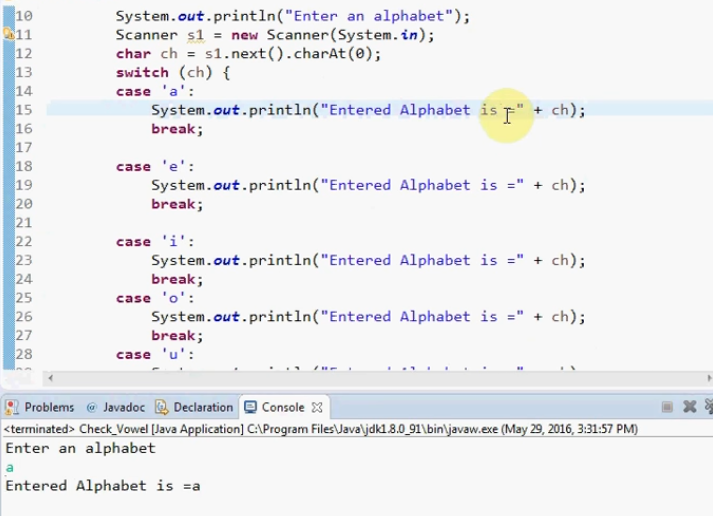 10 System.out.println("Enter an alphabet");
11 Scanner s1 = new Scanner(System.in);
12 char ch = s1.next().charAt(0);
13 switch (ch) {
14 case 'a':
15 System.out.println("Entered Alphabet is =" + ch);
16 break;
17
18 case 'e':
19 System.out.println("Entered Alphabet is =" + ch);
20 break;
21
22 case 'i':
23 System.out.println("Entered Alphabet is =" + ch);
24 break;
25 case 'o':
26 System.out.println("Entered Alphabet is =" + ch);
27 break;
28 case 'u':
Problems @ Javadoc Declaration Console
<terminated> Check_Vowel [Java Application] C:\Program Files\Java\jdk1.8.0_91\bin\javaw.exe (May 29, 2016, 3:31:57 PM)
Enter an alphabet
a
Entered Alphabet is =a